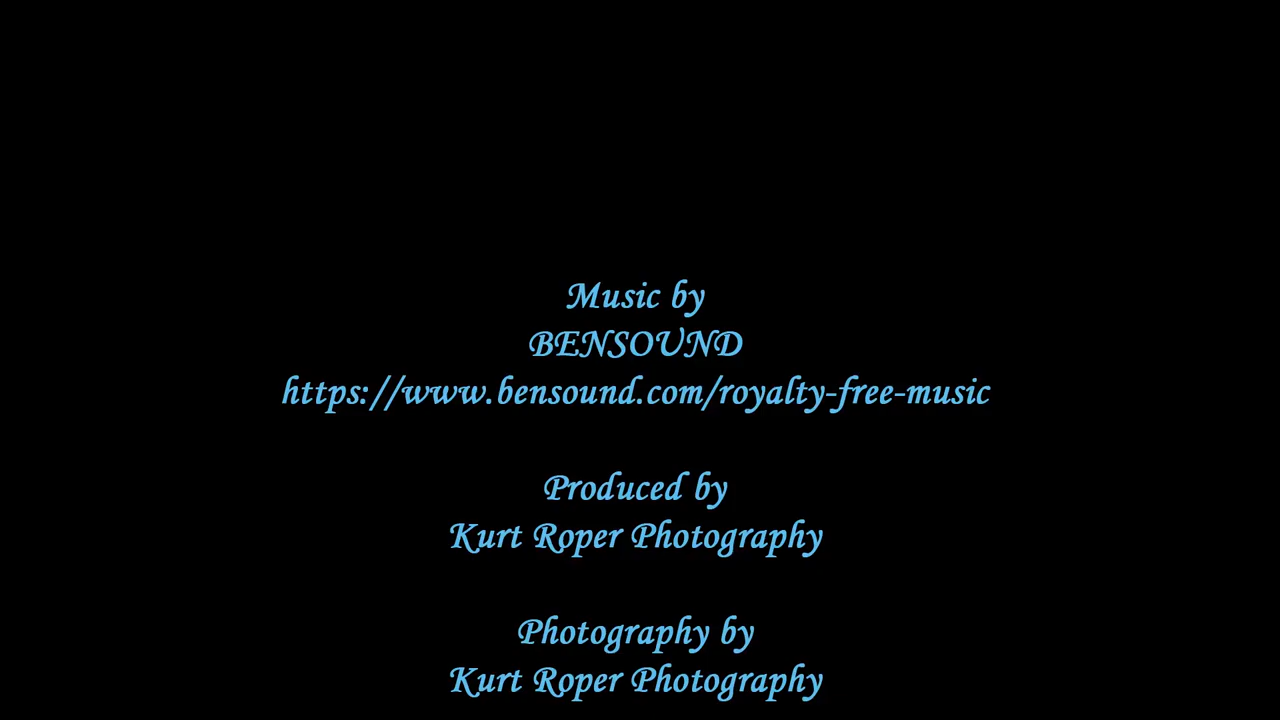 Music by
BENSOUND
https://www.bensound.com/royalty-free-music
Produced by
Kurt Roper Photography
Photography by
Kurt Roper Photography